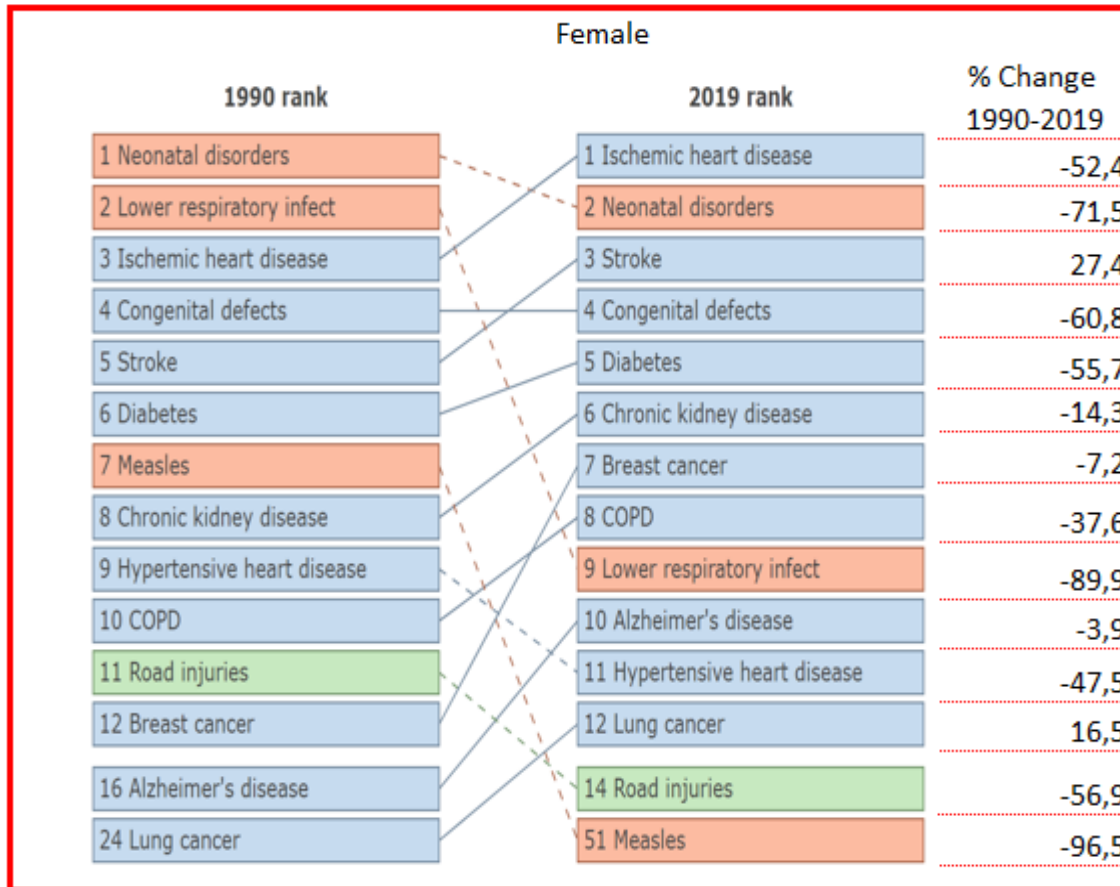 Female
1990 rank 2019 rank % Change
1990-2019
1 Neonatal disorders 1 Ischemic heart disease -52,4
2 Lower respiratory infect 2 Neonatal disorders -71,5
3 Ischemic heart disease 3 Stroke 27,4
4 Congenital defects 4 Congenital defects -60,8
5 Stroke 5 Diabetes -55,7
6 Diabetes 6 Chronic kidney disease -14,3
7 Measles 7 Breast cancer -7,2
8 Chronic kidney disease 8 COPD -37,6
9 Hypertensive heart disease 9 Lower respiratory infect -89,9
10 COPD 10 Alzheimer's disease -3,9
11 Road injuries 11 Hypertensive heart disease -47,5
12 Breast cancer 12 Lung cancer 16,5
16 Alzheimer's disease 14 Road injuries -56,9
24 Lung cancer 51 Measles -96,5